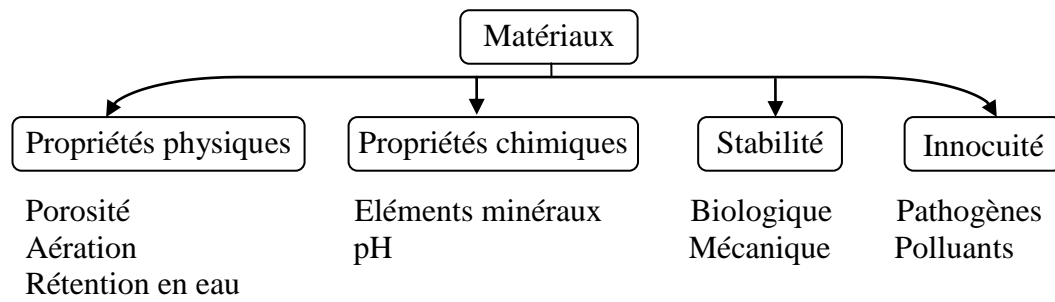 Matériaux
Propriétés physiques
Propriétés chimiques
Stabilité
Innocuité
Porosité
Aération
Rétention en eau
Eléments minéraux
pH
Biologique
Mécanique
Pathogènes
Polluants